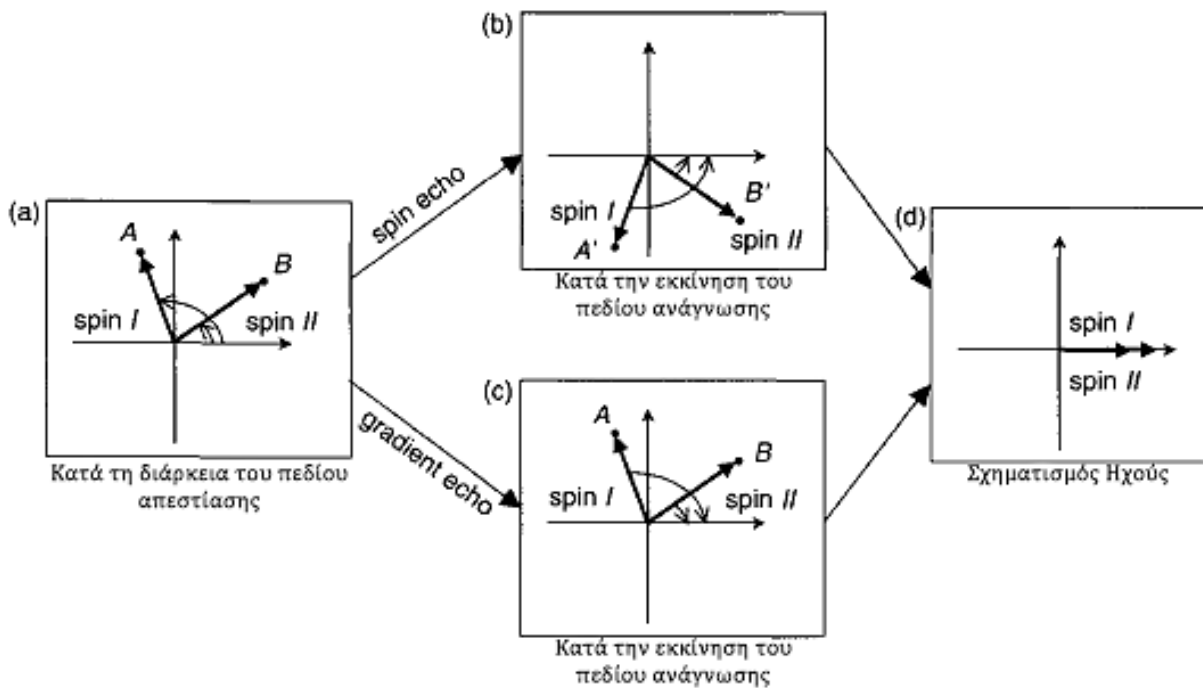 (a)
A
B
spin I
spin II
Κατά τη διάρκεια του πεδίου
απεστίασης
spin echo
gradient echo
(b)
spin I
B'
spin II
A'
Κατά την εκκίνηση του
πεδίου ανάγνωσης
(c)
A
B
spin I
spin II
Κατά την εκκίνηση του
πεδίου ανάγνωσης
(d)
spin I
spin II
Σχηματισμός Ηχούς